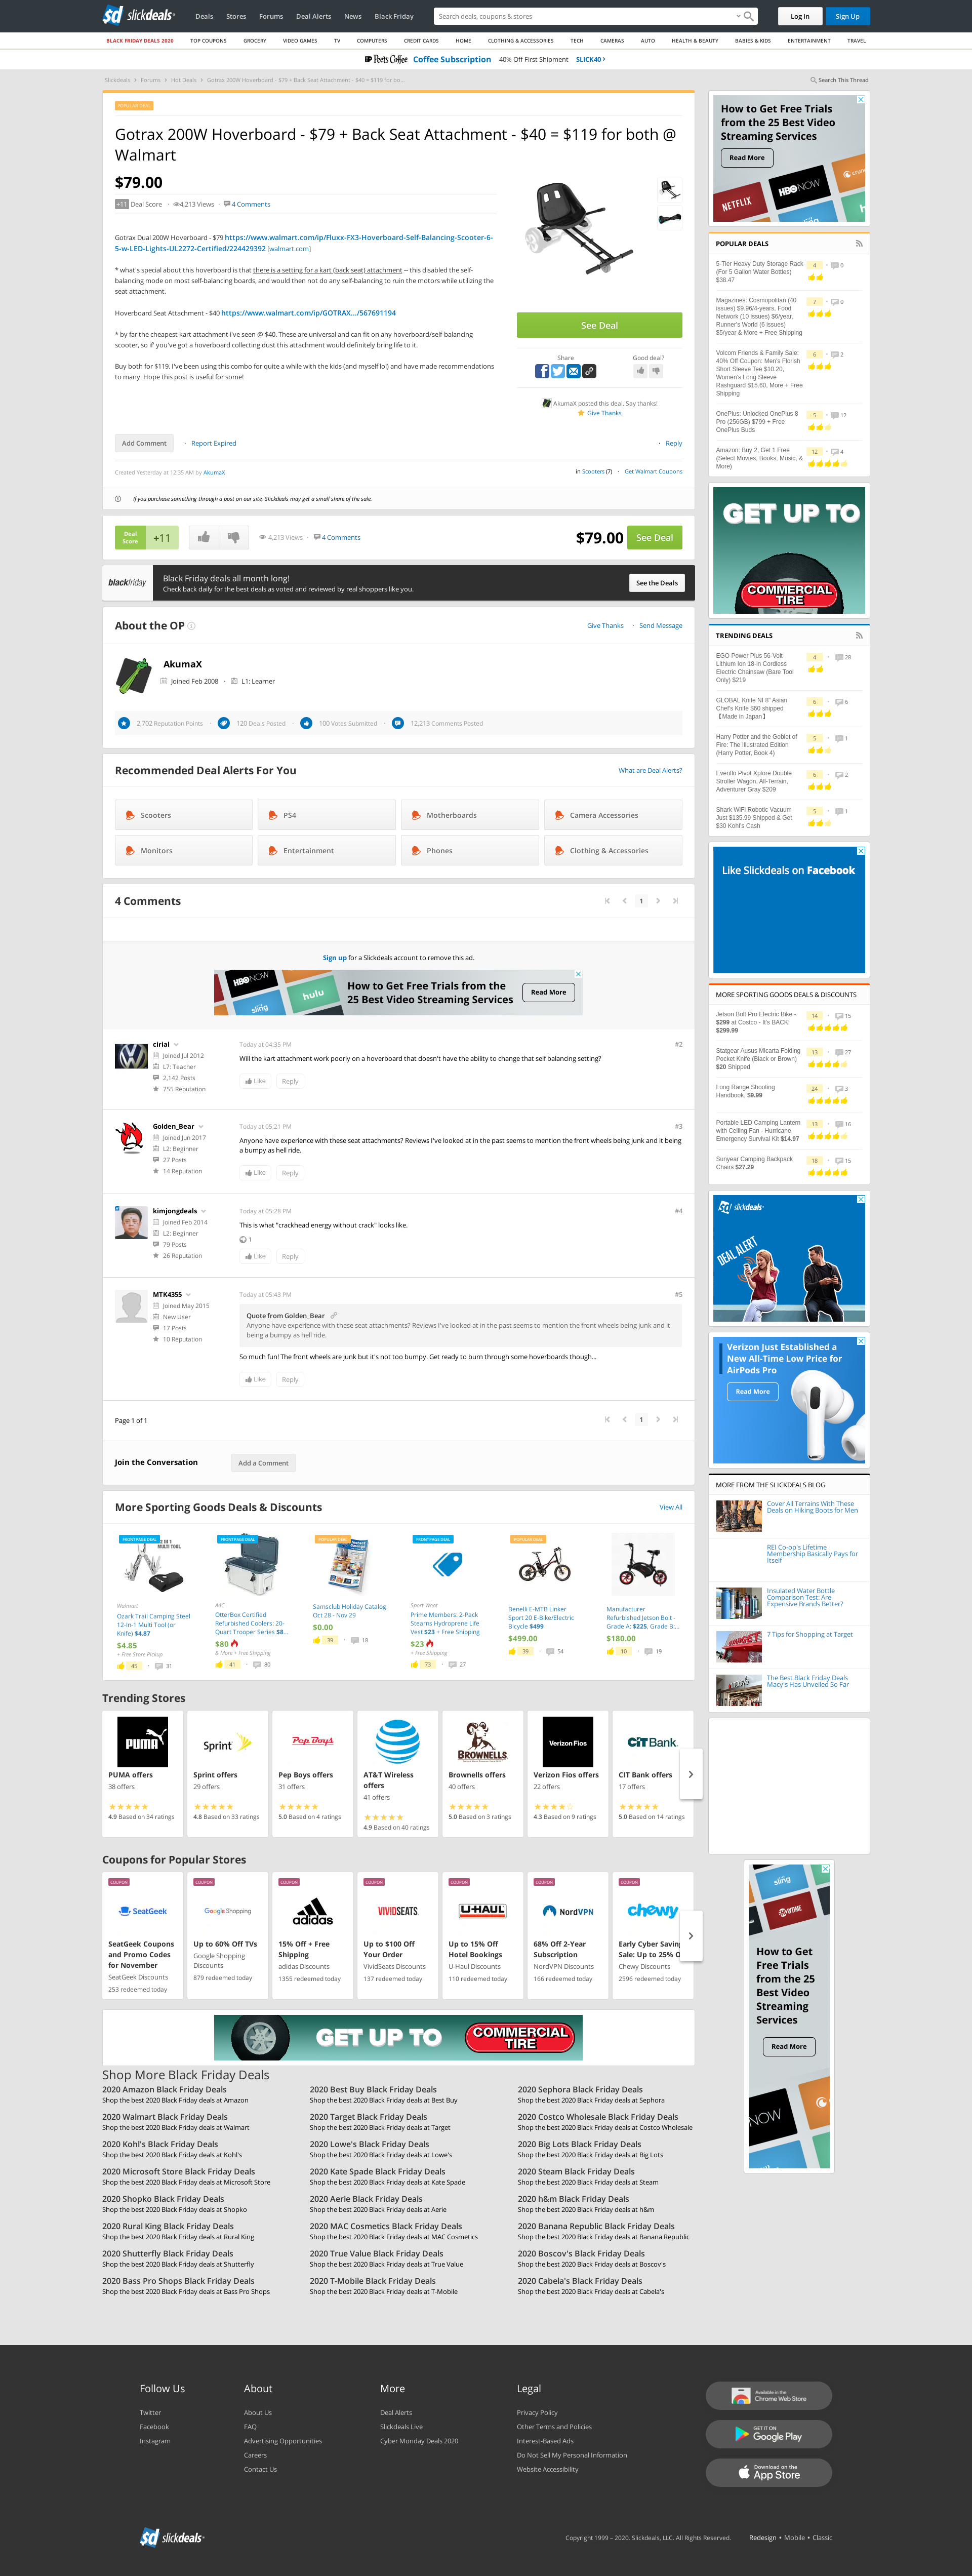 slickdeals
Deals Stores Forums Deal Alerts News Black Friday
Search deals, coupons & stores
Log In
Sign Up
BLACK FRIDAY DEALS 2020 TOP COUPONS GROCERY VIDEO GAMES TV COMPUTERS CREDIT CARDS HOME CLOTHING & ACCESSORIES TECH CAMERAS AUTO HEALTH & BEAUTY BABIES & KIDS ENTERTAINMENT TRAVEL
Peet's Coffee Coffee Subscription 40% Off First Shipment SLICK40
Slickdeals Forums Hot Deals Gotrax 200W Hoverboard - $79 + Back Seat Attachment - $40 = $119 for bo...
Search This Thread
POPULAR DEAL
Gotrax 200W Hoverboard - $79 + Back Seat Attachment - $40 = $119 for both @
Walmart
$79.00
+11 Deal Score 4,213 Views 4 Comments
Gotrax Dual 200W Hoverboard - $79 https://www.walmart.com/ip/Fluxx-FX3-Hoverboard-Self-Balancing-Scooter-6-
5-w-LED-Lights-UL2272-Certified/224429392 [walmart.com]
* what's special about this hoverboard is that there is a setting for a kart (back seat) attachment -- this disabled the self-
balancing mode on most self-balancing boards, and would then not do any self-balancing to ruin the motors while utilizing the
seat attachment.
Hoverboard Seat Attachment - $40 https://www.walmart.com/ip/GOTRAX.../567691194
* by far the cheapest kart attachment I've seen @ $40. These are universal and can fit on any hoverboard/self-balancing
scooter, so if you've got a hoverboard collecting dust this attachment would definitely bring life to it.
Buy both for $119. I've been using this combo for quite a while with the kids (and myself lol) and have made recommendations
to many. Hope this post is useful for some!
See Deal
Share
Good deal?
AkumaX posted this deal. Say thanks!
Give Thanks
Add Comment Report Expired Reply
Created Yesterday at 12:35 AM by AkumaX
in Scooters (7) Get Walmart Coupons
If you purchase something through a post on our site, Slickdeals may get a small share of the sale.
Deal Score +11 4,213 Views 4 Comments $79.00 See Deal
blackfriday
Black Friday deals all month long!
Check back daily for the best deals as voted and reviewed by real shoppers like you.
See the Deals
About the OP
Give Thanks Send Message
AkumaX
Joined Feb 2008 L1: Learner
2,702 Reputation Points 120 Deals Posted 100 Votes Submitted 12,213 Comments Posted
Recommended Deal Alerts For You
What are Deal Alerts?
Scooters PS4 Motherboards Camera Accessories
Monitors Entertainment Phones Clothing & Accessories
4 Comments
1
Sign up for a Slickdeals account to remove this ad.
HBO NOW
sling
hulu
How to Get Free Trials from the
25 Best Video Streaming Services
Read More
cirial
Joined Jul 2012
L7: Teacher
2,142 Posts
755 Reputation
Today at 04:35 PM
#2
Will the kart attachment work poorly on a hoverboard that doesn't have the ability to change that self balancing setting?
Like Reply
Golden_Bear
Joined Jun 2017
L2: Beginner
27 Posts
14 Reputation
Today at 05:21 PM
#3
Anyone have experience with these seat attachments? Reviews I've looked at in the past seems to mention the front wheels being junk and it being
a bumpy as hell ride.
Like Reply
kimjongdeals
Joined Feb 2014
L2: Beginner
79 Posts
26 Reputation
Today at 05:28 PM
#4
This is what "crackhead energy without crack" looks like.
1
Like Reply
MTK4355
Joined May 2015
New User
17 Posts
10 Reputation
Today at 05:43 PM
#5
Quote from Golden_Bear
Anyone have experience with these seat attachments? Reviews I've looked at in the past seems to mention the front wheels being junk and it
being a bumpy as hell ride.
So much fun! The front wheels are junk but it's not too bumpy. Get ready to burn through some hoverboards though...
Like Reply
Page 1 of 1
1
Join the Conversation
Add a Comment
More Sporting Goods Deals & Discounts
View All
FRONTPAGE DEAL
Walmart
Ozark Trail Camping Steel
12-In-1 Multi Tool (or
Knife) $4.87
$4.85
+ Free Store Pickup
45 31
FRONTPAGE DEAL
A4C
OtterBox Certified
Refurbished Coolers: 20-
Quart Trooper Series $8...
$80
& More + Free Shipping
41 80
POPULAR DEAL
Samsclub Holiday Catalog
Oct 28 - Nov 29
$0.00
39 18
FRONTPAGE DEAL
Sport Waor
Prime Members: 2-Pack
Stearns Hydroprene Life
Vest $23 + Free Shipping
$23
+ Free Shipping
73 27
POPULAR DEAL
Benelli E-MTB Linker
Sport 20 E-Bike/Electric
Bicycle $499
$499.00
39 54
Manufacturer
Refurbished Jetson Bolt -
Grade A: $225, Grade B:...
$180.00
10 19
Trending Stores
PUMA
PUMA offers
38 offers
4.9 Based on 34 ratings
Sprint
Sprint offers
29 offers
4.8 Based on 33 ratings
Pep Boys
Pep Boys offers
31 offers
5.0 Based on 4 ratings
AT&T Wireless
offers
41 offers
4.9 Based on 40 ratings
BROWNELLS
Brownells offers
40 offers
5.0 Based on 3 ratings
Verizon Fios
Verizon Fios offers
22 offers
4.3 Based on 9 ratings
CIT Bank
CIT Bank offers
17 offers
5.0 Based on 14 ratings
Coupons for Popular Stores
COUPON
SeatGeek
SeatGeek Coupons
and Promo Codes
for November
SeatGeek Discounts
253 redeemed today
COUPON
Google Shopping
Up to 60% Off TVs
Google Shopping
Discounts
879 redeemed today
COUPON
adidas
15% Off + Free
Shipping
adidas Discounts
1355 redeemed today
COUPON
VIVIDSEATS
Up to $100 Off
Your Order
VividSeats Discounts
137 redeemed today
COUPON
U-HAUL
Up to 15% Off
Hotel Bookings
U-Haul Discounts
110 redeemed today
COUPON
NordVPN
68% Off 2-Year
Subscription
NordVPN Discounts
166 redeemed today
COUPON
chewy
Early Cyber Saving
Sale: Up to 25% O
Chewy Discounts
2596 redeemed today
GET UP TO COMMERCIAL TIRE
Shop More Black Friday Deals
2020 Amazon Black Friday Deals
Shop the best 2020 Black Friday deals at Amazon
2020 Best Buy Black Friday Deals
Shop the best 2020 Black Friday deals at Best Buy
2020 Sephora Black Friday Deals
Shop the best 2020 Black Friday deals at Sephora
2020 Walmart Black Friday Deals
Shop the best 2020 Black Friday deals at Walmart
2020 Target Black Friday Deals
Shop the best 2020 Black Friday deals at Target
2020 Costco Wholesale Black Friday Deals
Shop the best 2020 Black Friday deals at Costco Wholesale
2020 Kohl's Black Friday Deals
Shop the best 2020 Black Friday deals at Kohl's
2020 Lowe's Black Friday Deals
Shop the best 2020 Black Friday deals at Lowe's
2020 Big Lots Black Friday Deals
Shop the best 2020 Black Friday deals at Big Lots
2020 Microsoft Store Black Friday Deals
Shop the best 2020 Black Friday deals at Microsoft Store
2020 Kate Spade Black Friday Deals
Shop the best 2020 Black Friday deals at Kate Spade
2020 Steam Black Friday Deals
Shop the best 2020 Black Friday deals at Steam
2020 Shopko Black Friday Deals
Shop the best 2020 Black Friday deals at Shopko
2020 Aerie Black Friday Deals
Shop the best 2020 Black Friday deals at Aerie
2020 h&m Black Friday Deals
Shop the best 2020 Black Friday deals at h&m
2020 Rural King Black Friday Deals
Shop the best 2020 Black Friday deals at Rural King
2020 MAC Cosmetics Black Friday Deals
Shop the best 2020 Black Friday deals at MAC Cosmetics
2020 Banana Republic Black Friday Deals
Shop the best 2020 Black Friday deals at Banana Republic
2020 Shutterfly Black Friday Deals
Shop the best 2020 Black Friday deals at Shutterfly
2020 True Value Black Friday Deals
Shop the best 2020 Black Friday deals at True Value
2020 Boscov's Black Friday Deals
Shop the best 2020 Black Friday deals at Boscov's
2020 Bass Pro Shops Black Friday Deals
Shop the best 2020 Black Friday deals at Bass Pro Shops
2020 T-Mobile Black Friday Deals
Shop the best 2020 Black Friday deals at T-Mobile
2020 Cabela's Black Friday Deals
Shop the best 2020 Black Friday deals at Cabela's
How to Get Free Trials
from the 25 Best Video
Streaming Services
Read More
NETFLIX
HBO NOW
sling
hulu
crunchy
POPULAR DEALS
5-Tier Heavy Duty Storage Rack
(For 5 Gallon Water Bottles)
$38.47
4 0
Magazines: Cosmopolitan (40
issues) $9.96/4-years, Food
Network (10 issues) $6/year,
Runner's World (6 issues)
$5/year & More + Free Shipping
7 0
Volcom Friends & Family Sale:
40% Off Coupon: Men's Florish
Short Sleeve Tee $10.20,
Women's Long Sleeve
Rashguard $15.60, More + Free
Shipping
6 2
OnePlus: Unlocked OnePlus 8
Pro (256GB) $799 + Free
OnePlus Buds
5 12
Amazon: Buy 2, Get 1 Free
(Select Movies, Books, Music, &
More)
12 4
GET UP TO
COMMERCIAL
TIRE
TRENDING DEALS
EGO Power Plus 56-Volt
Lithium Ion 18-in Cordless
Electric Chainsaw (Bare Tool
Only) $219
4 28
GLOBAL Knife NI 8" Asian
Chef's Knife $60 shipped
【Made in Japan】
6 6
Harry Potter and the Goblet of
Fire: The Illustrated Edition
(Harry Potter, Book 4)
5 1
Evenflo Pivot Xplore Double
Stroller Wagon, All-Terrain,
Adventurer Gray $209
6 2
Shark WiFi Robotic Vacuum
Just $135.99 Shipped & Get
$30 Kohl's Cash
5 1
Like Slickdeals on Facebook
MORE SPORTING GOODS DEALS & DISCOUNTS
Jetson Bolt Pro Electric Bike -
$299 at Costco - It's BACK!
$299.99
14 15
Statgear Ausus Micarta Folding
Pocket Knife (Black or Brown)
$20 Shipped
13 27
Long Range Shooting
Handbook, $9.99
24 3
Portable LED Camping Lantern
with Ceiling Fan - Hurricane
Emergency Survival Kit $14.97
13 16
Sunyear Camping Backpack
Chairs $27.29
18 15
slickdeals
DEAL ALERT
Verizon Just Established a
New All-Time Low Price for
AirPods Pro
Read More
MORE FROM THE SLICKDEALS BLOG
Cover All Terrains With These
Deals on Hiking Boots for Men
REI Co-op's Lifetime
Membership Basically Pays for
Itself
Insulated Water Bottle
Comparison Test: Are
Expensive Brands Better?
7 Tips for Shopping at Target
The Best Black Friday Deals
Macy's Has Unveiled So Far
sling
SHOWTIME
How to Get
Free Trials
from the 25
Best Video
Streaming
Services
Read More
NOW
Follow Us
Twitter
Facebook
Instagram
About
About Us
FAQ
Advertising Opportunities
Careers
Contact Us
More
Deal Alerts
Slickdeals Live
Cyber Monday Deals 2020
Legal
Privacy Policy
Other Terms and Policies
Interest-Based Ads
Do Not Sell My Personal Information
Website Accessibility
Available in the
Chrome Web Store
GET IT ON
Google Play
Download on the
App Store
slickdeals
Copyright 1999 – 2020. Slickdeals, LLC. All Rights Reserved. Redesign • Mobile • Classic